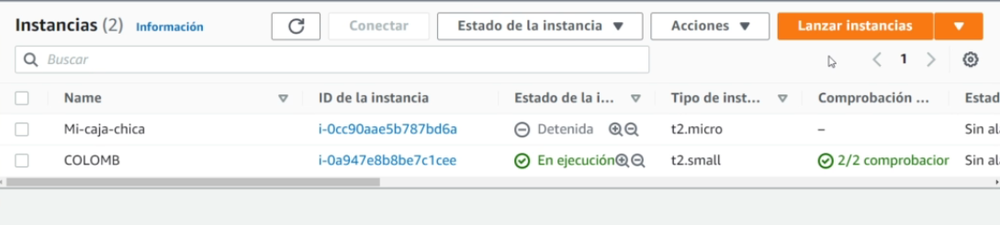 Instancias (2) Información Conectar Estado de la instancia Acciones Lanzar instancias
Buscar 1
Name ID de la instancia Estado de la i... Tipo de inst... Comprobación ... Estad
Mi-caja-chica i-0cc90aae5b787bd6a Detenida t2.micro – Sin al
COLOMB i-0a947e8b8be7c1cee En ejecución t2.small 2/2 comprobacior Sin al